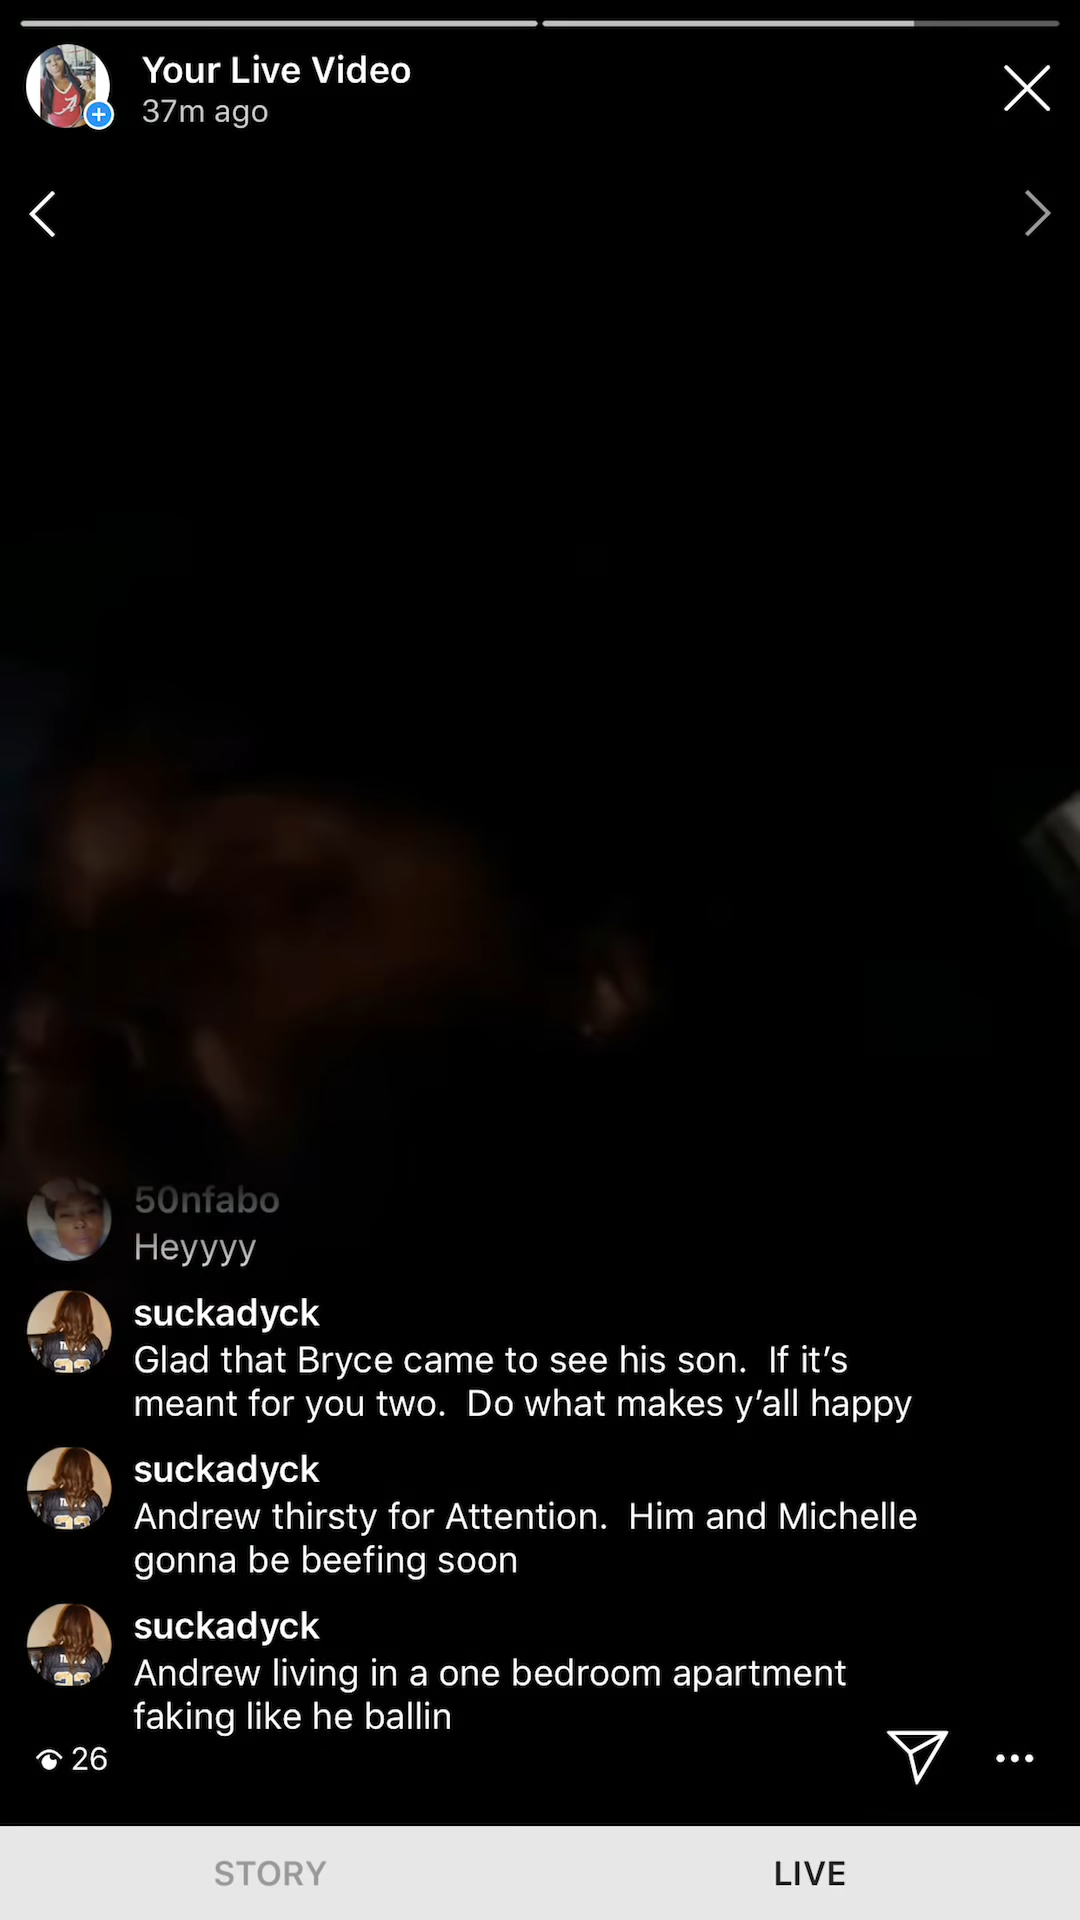 Your Live Video
37m ago
50nfabo
Heyyyy
suckadyck
Glad that Bryce came to see his son.  If it’s
meant for you two.  Do what makes y’all happy
suckadyck
Andrew thirsty for Attention.  Him and Michelle
gonna be beefing soon
suckadyck
Andrew living in a one bedroom apartment
faking like he ballin
26
STORY
LIVE